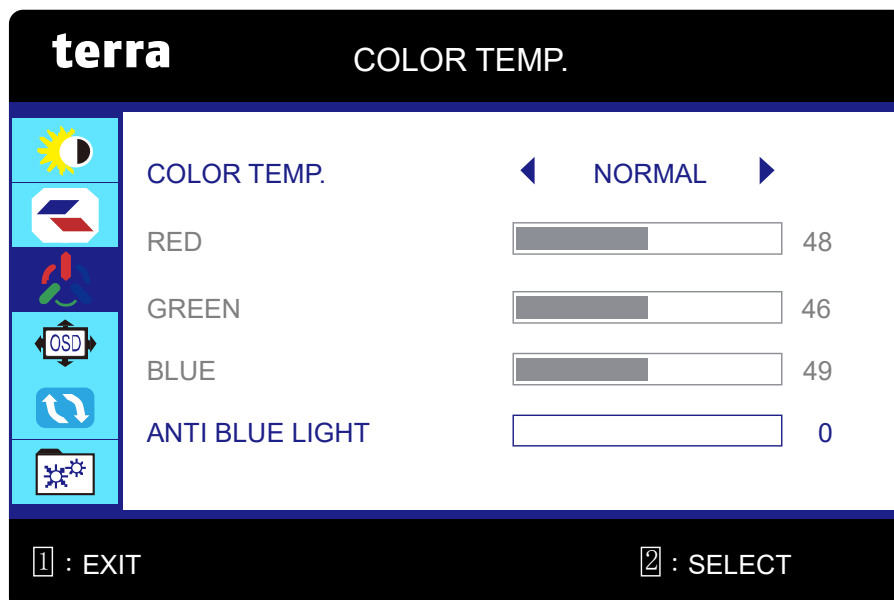 terra COLOR TEMP.
COLOR TEMP. NORMAL
RED 48
GREEN 46
OSD
BLUE 49
ANTI BLUE LIGHT 0
1 : EXIT 2 : SELECT